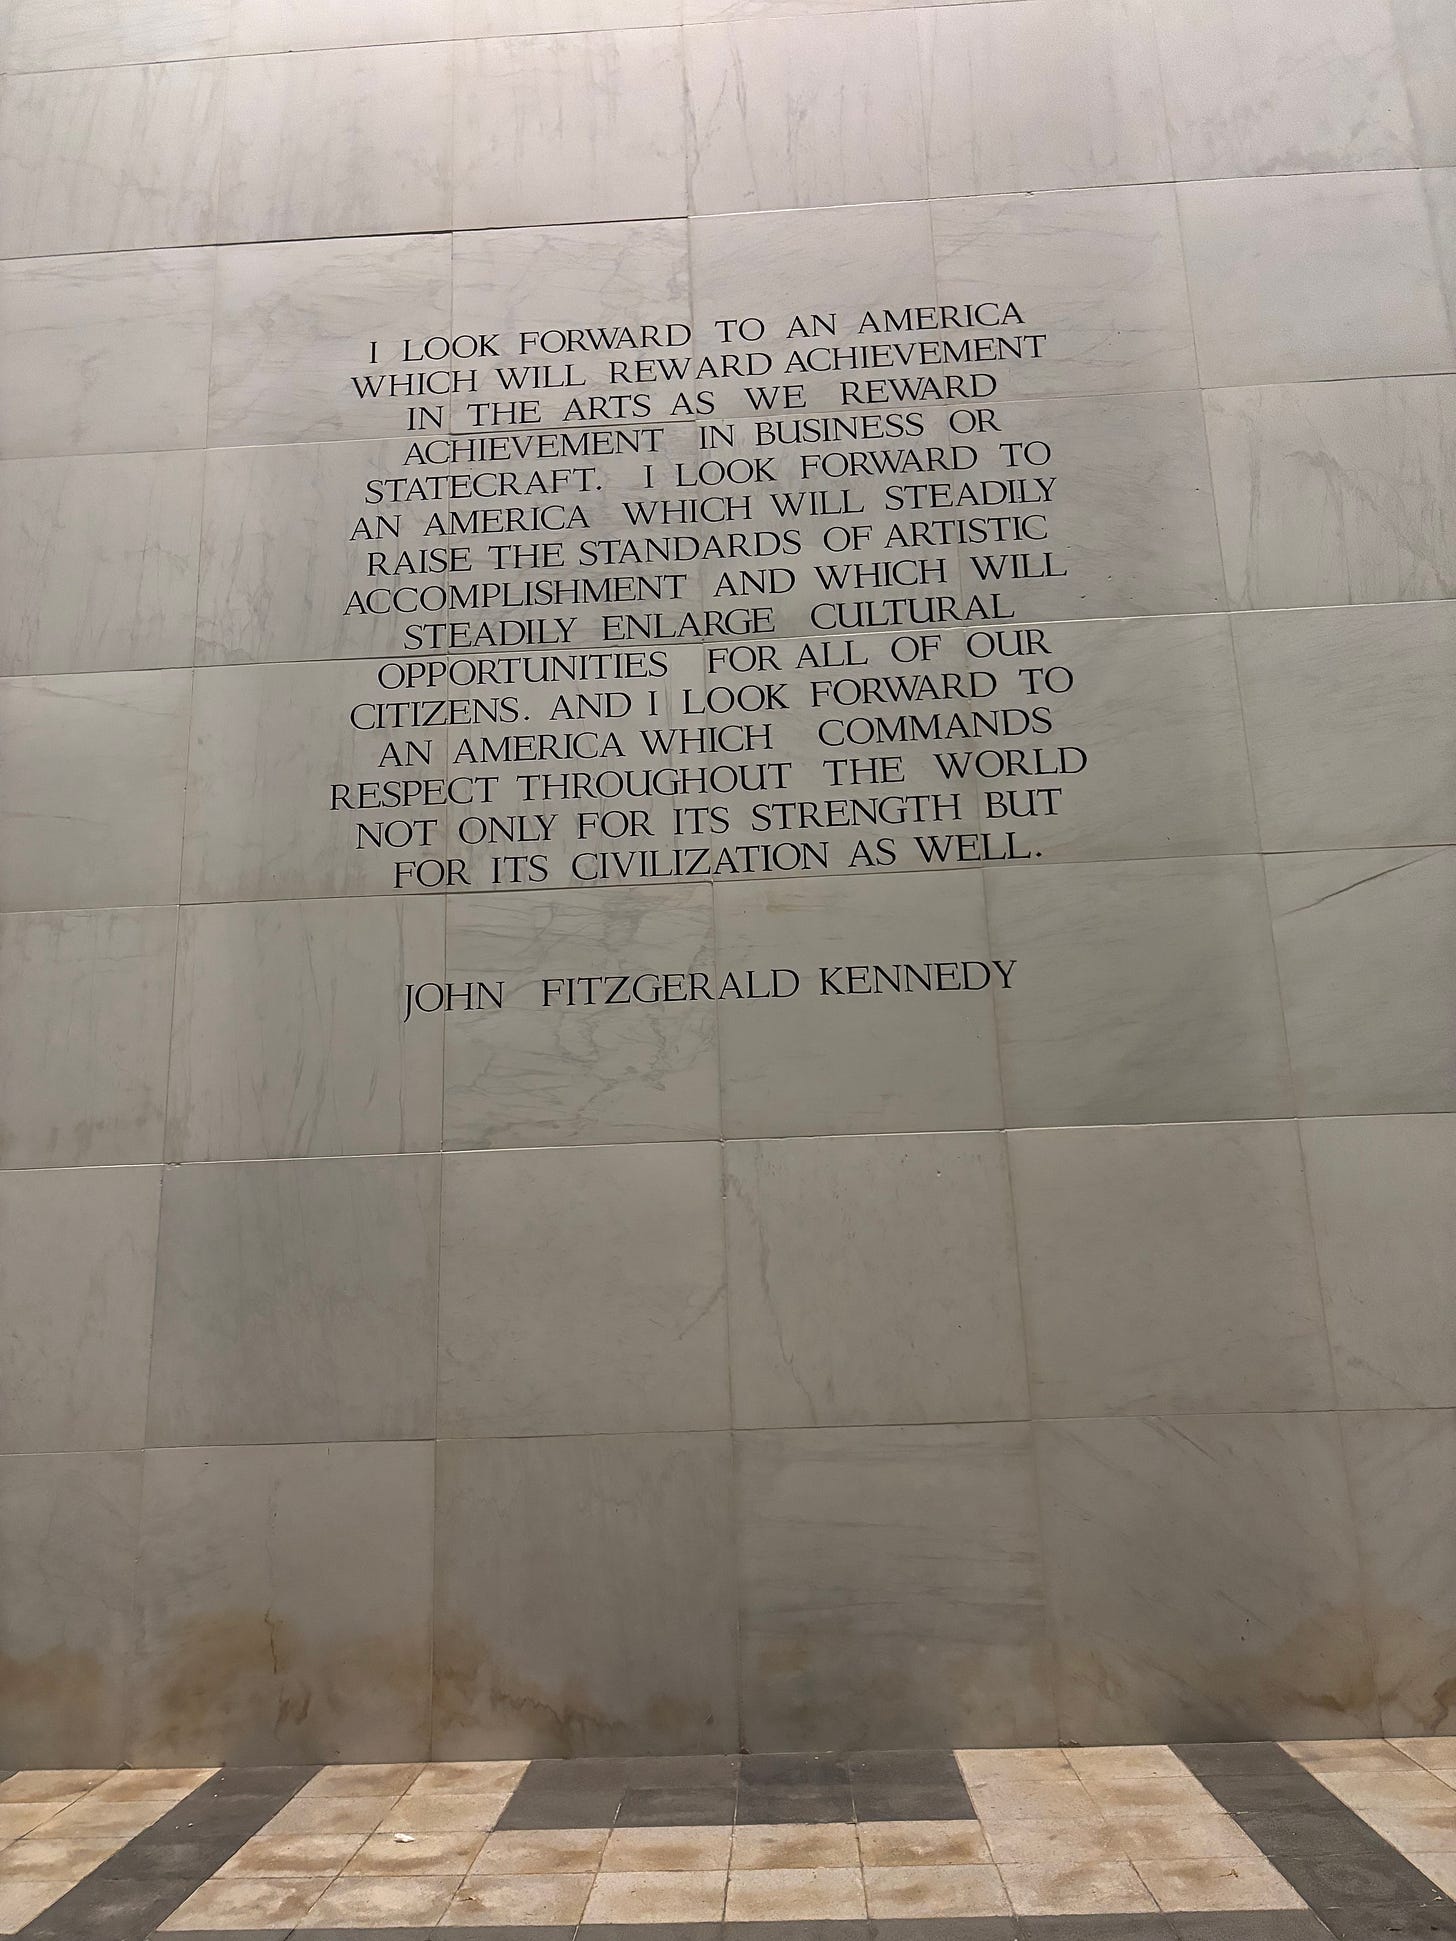 I LOOK FORWARD TO AN AMERICA
WHICH WILL REWARD ACHIEVEMENT
IN THE ARTS AS WE REWARD
ACHIEVEMENT IN BUSINESS OR
STATECRAFT. I LOOK FORWARD TO
AN AMERICA WHICH WILL STEADILY
RAISE THE STANDARDS OF ARTISTIC
ACCOMPLISHMENT AND WHICH WILL
STEADILY ENLARGE CULTURAL
OPPORTUNITIES FOR ALL OF OUR
CITIZENS. AND I LOOK FORWARD TO
AN AMERICA WHICH COMMANDS
RESPECT THROUGHOUT THE WORLD
NOT ONLY FOR ITS STRENGTH BUT
FOR ITS CIVILIZATION AS WELL.
JOHN FITZGERALD KENNEDY